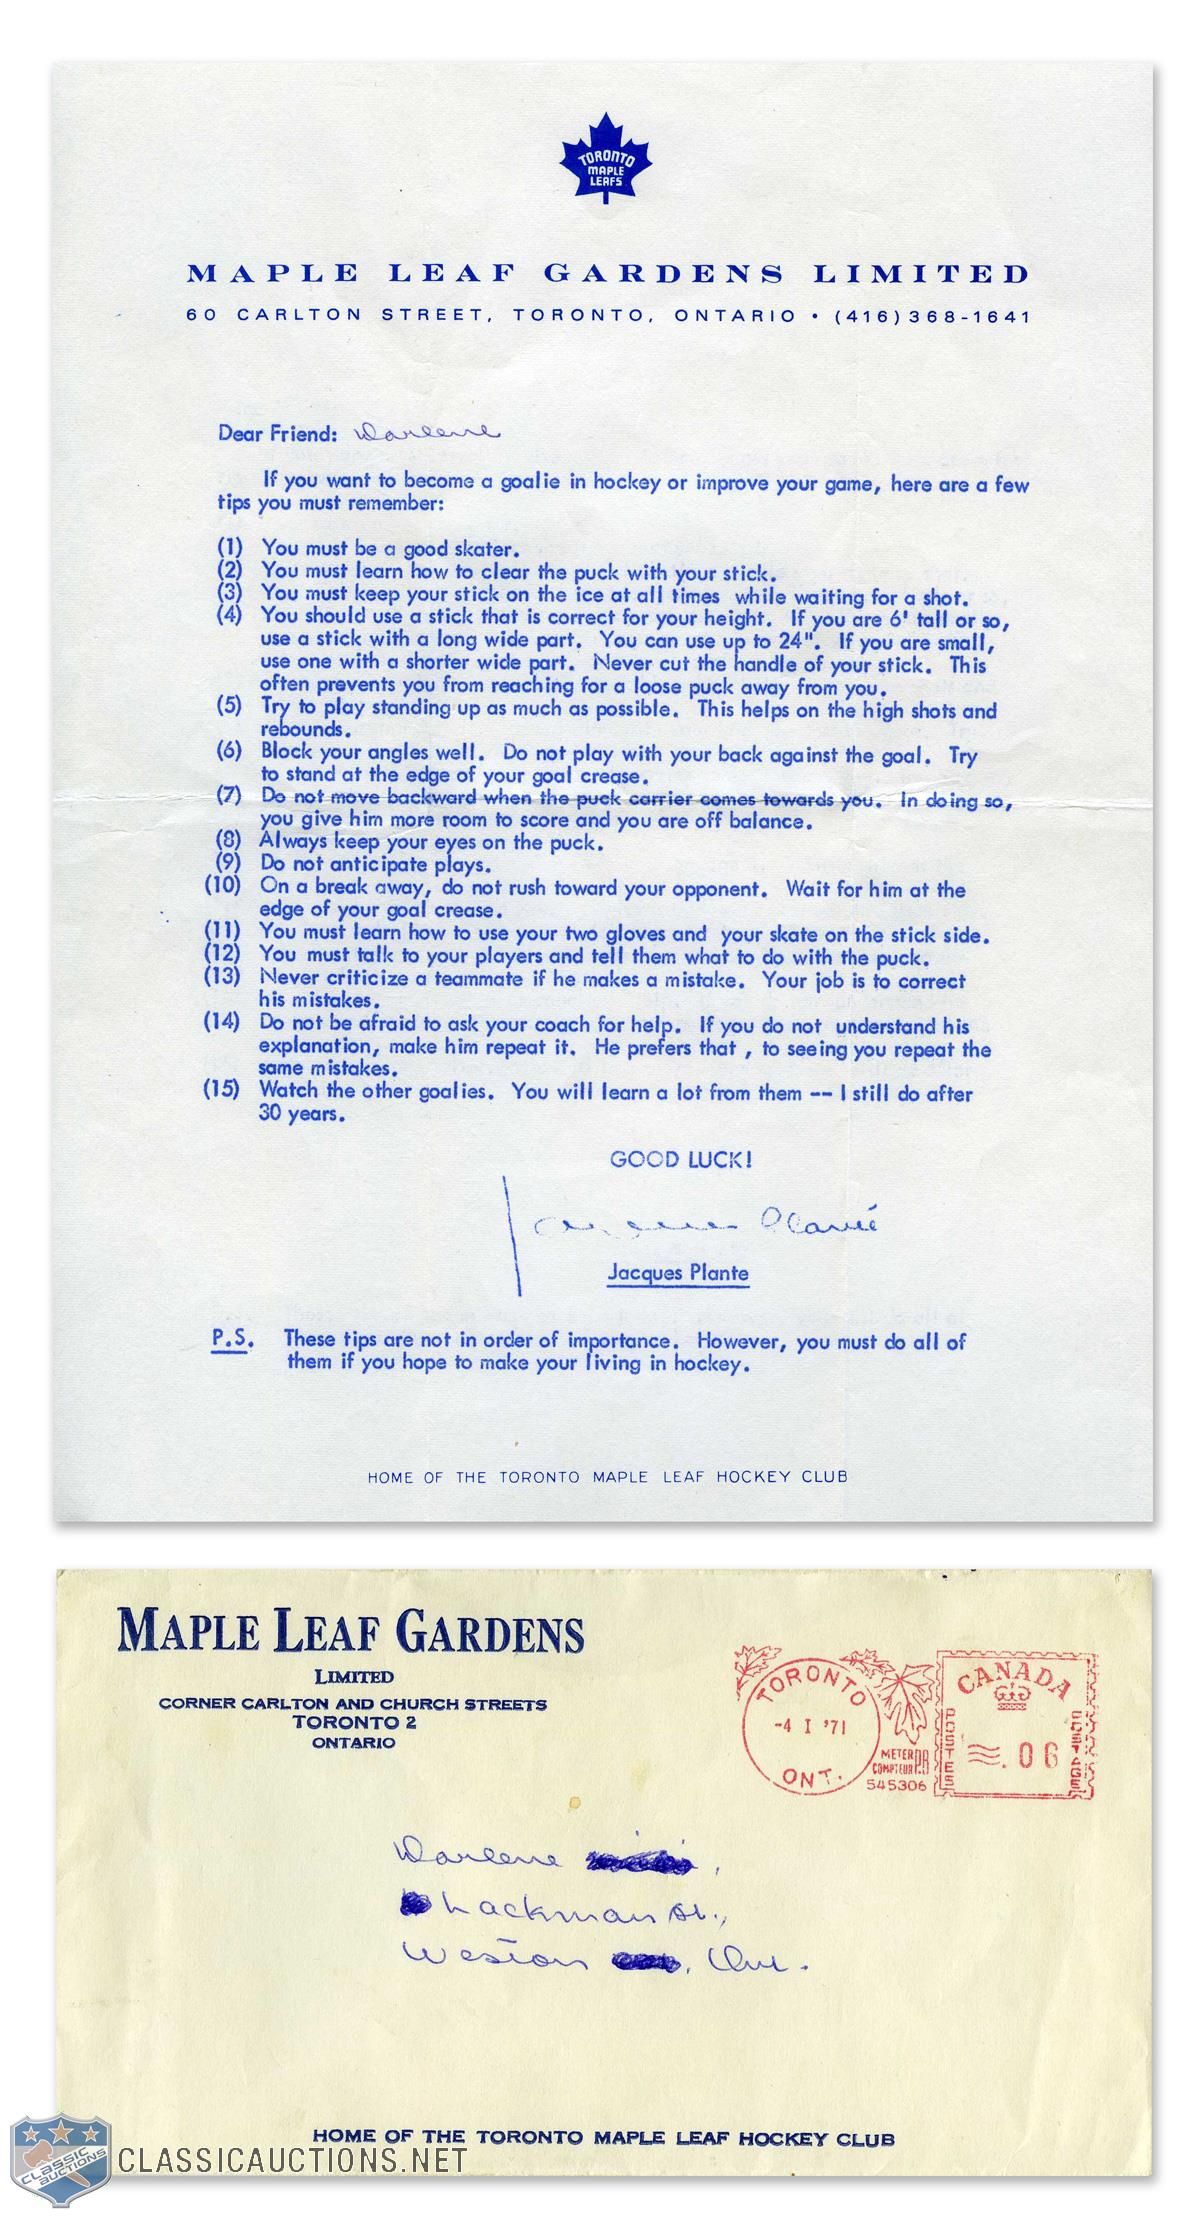 TORONTO
MAPLE
LEAFS
MAPLE LEAF GARDENS LIMITED
60 CARLTON STREET, TORONTO, ONTARIO • (416) 368-1641
Dear Friend: Darlene
If you want to become a goalie in hockey or improve your game, here are a few
tips you must remember:
(1) You must be a good skater.
(2) You must learn how to clear the puck with your stick.
(3) You must keep your stick on the ice at all times while waiting for a shot.
(4) You should use a stick that is correct for your height. If you are 6' tall or so,
use a stick with a long wide part. You can use up to 24". If you are small,
use one with a shorter wide part. Never cut the handle of your stick. This
often prevents you from reaching for a loose puck away from you.
(5) Try to play standing up as much as possible. This helps on the high shots and
rebounds.
(6) Block your angles well. Do not play with your back against the goal. Try
to stand at the edge of your goal crease.
(7) Do not move backward when the puck carrier comes towards you. In doing so,
you give him more room to score and you are off balance.
(8) Always keep your eyes on the puck.
(9) Do not anticipate plays.
(10) On a break away, do not rush toward your opponent. Wait for him at the
edge of your goal crease.
(11) You must learn how to use your two gloves and your skate on the stick side.
(12) You must talk to your players and tell them what to do with the puck.
(13) Never criticize a teammate if he makes a mistake. Your job is to correct
his mistakes.
(14) Do not be afraid to ask your coach for help. If you do not understand his
explanation, make him repeat it. He prefers that , to seeing you repeat the
same mistakes.
(15) Watch the other goalies. You will learn a lot from them -- I still do after
30 years.
GOOD LUCK!
Jacques Plante
Jacques Plante
P.S. These tips are not in order of importance. However, you must do all of
them if you hope to make your living in hockey.
HOME OF THE TORONTO MAPLE LEAF HOCKEY CLUB
MAPLE LEAF GARDENS
LIMITED
CORNER CARLTON AND CHURCH STREETS
TORONTO 2
ONTARIO
TORONTO
-4 I '71
ONT.
METER
COMPTEUR PB
545306
CANADA
POSTES
.06
POSTAGE
Darlene ,
Lackman St.,
Weston , Ont.
HOME OF THE TORONTO MAPLE LEAF HOCKEY CLUB
CLASSIC
AUCTIONS
CLASSICAUCTIONS.NET